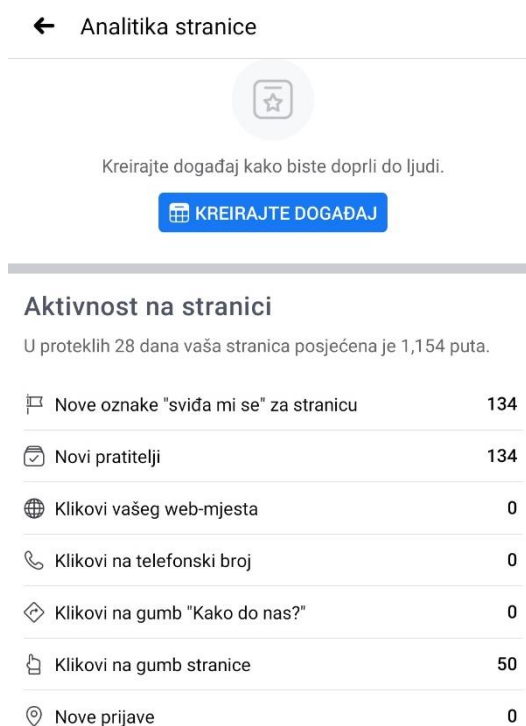 Analitika stranice
Kreirajte događaj kako biste doprli do ljudi.
KREIRAJTE DOGAĐAJ
Aktivnost na stranici
U proteklih 28 dana vaša stranica posjećena je 1,154 puta.
Nove oznake "sviđa mi se" za stranicu 134
Novi pratitelji 134
Klikovi vašeg web-mjesta 0
Klikovi na telefonski broj 0
Klikovi na gumb "Kako do nas?" 0
Klikovi na gumb stranice 50
Nove prijave 0